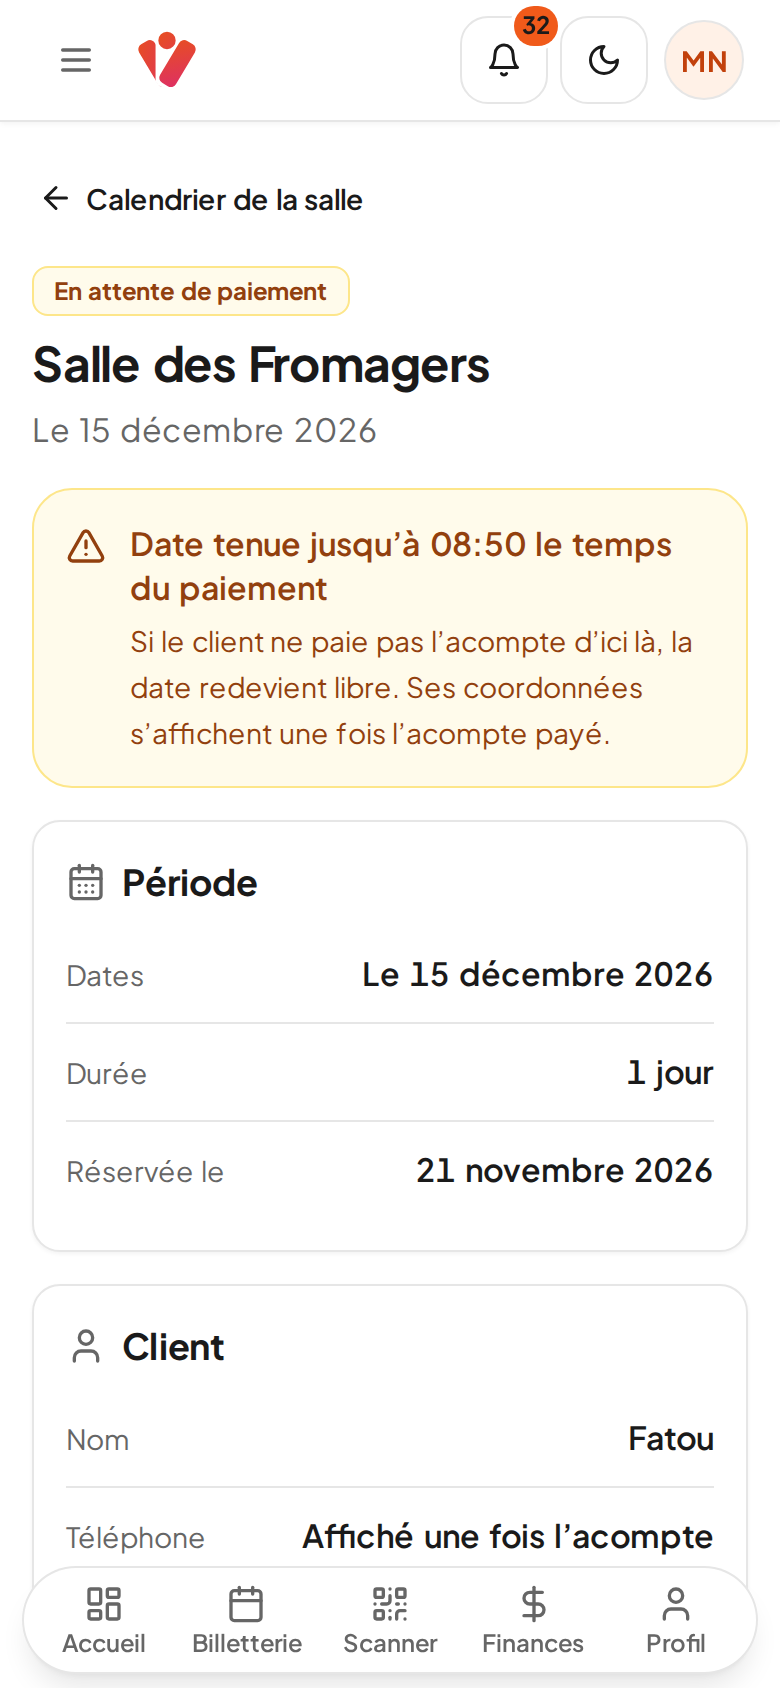 32
MN
Calendrier de la salle
En attente de paiement
Salle des Fromagers
Le 15 décembre 2026
Date tenue jusqu’à 08:50 le temps
du paiement
Si le client ne paie pas l’acompte d’ici là, la
date redevient libre. Ses coordonnées
s’affichent une fois l’acompte payé.
Période
Dates Le 15 décembre 2026
Durée 1 jour
Réservée le 21 novembre 2026
Client
Nom Fatou
Téléphone Affiché une fois l’acompte
Accueil Billetterie Scanner Finances Profil